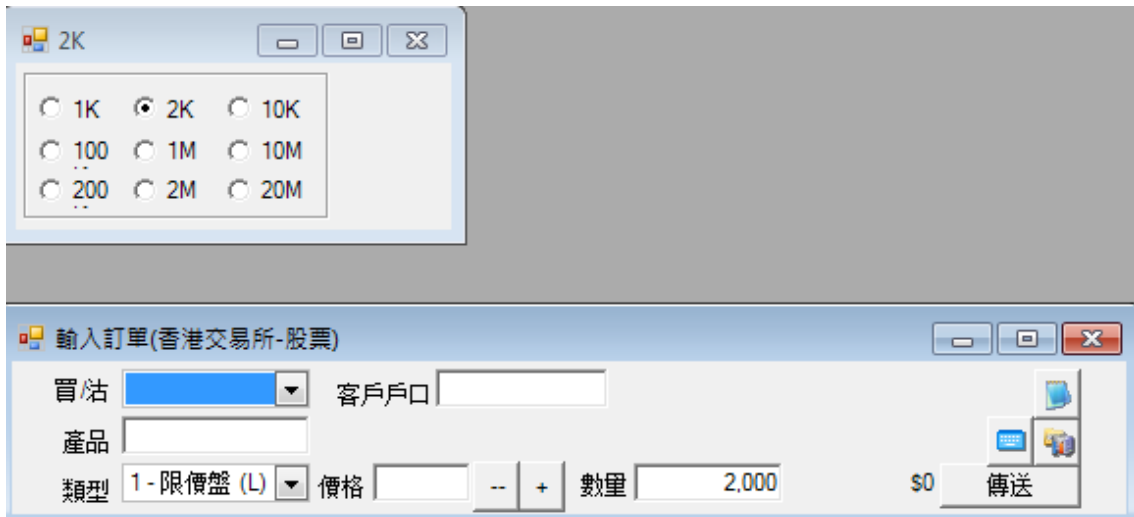 2K
1K 2K 10K
100 1M 10M
200 2M 20M
輸入訂單(香港交易所-股票)
買/沽 客戶戶口
產品
類型 1 - 限價盤 (L) 價格 -- + 數量 2,000 $0 傳送